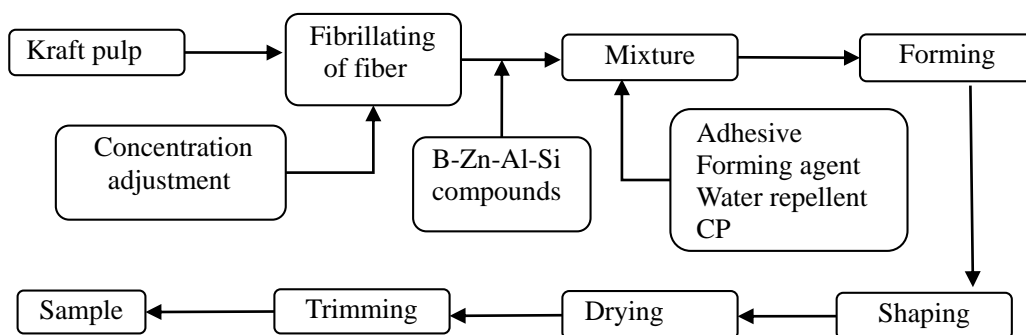 Kraft pulp
Fibrillating
of fiber
Mixture
Forming
Concentration
adjustment
B-Zn-Al-Si
compounds
Adhesive
Forming agent
Water repellent
CP
Sample
Trimming
Drying
Shaping